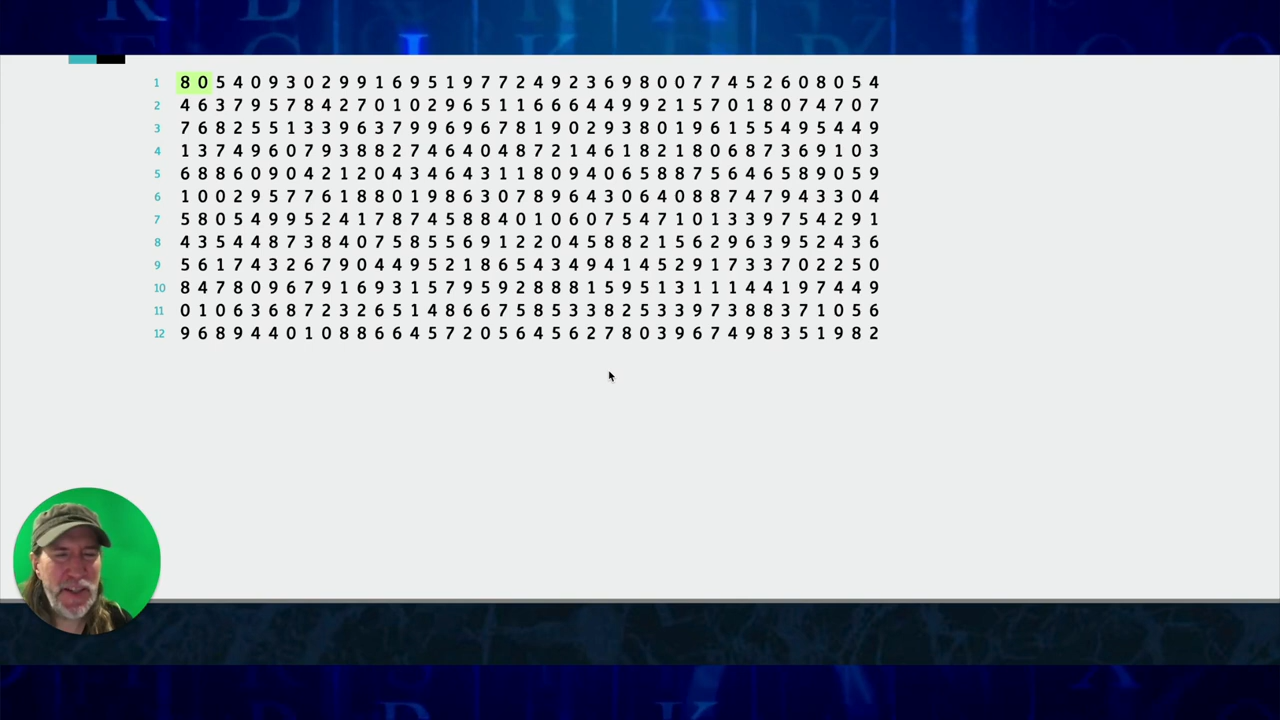 1 8 0 5 4 0 9 3 0 2 9 9 1 6 9 5 1 9 7 7 2 4 9 2 3 6 9 8 0 0 7 7 4 5 2 6 0 8 0 5 4
2 4 6 3 7 9 5 7 8 4 2 7 0 1 0 2 9 6 5 1 1 6 6 6 4 4 9 9 2 1 5 7 0 1 8 0 7 4 7 0 7
3 7 6 8 2 5 5 1 3 3 9 6 3 7 9 9 6 9 6 7 8 1 9 0 2 9 3 8 0 1 9 6 1 5 5 4 9 5 4 4 9
4 1 3 7 4 9 6 0 7 9 3 8 8 2 7 4 6 4 0 4 8 7 2 1 4 6 1 8 2 1 8 0 6 8 7 3 6 9 1 0 3
5 6 8 8 6 0 9 0 4 2 1 2 0 4 3 4 6 4 3 1 1 8 0 9 4 0 6 5 8 8 7 5 6 4 6 5 8 9 0 5 9
6 1 0 0 2 9 5 7 7 6 1 8 8 0 1 9 8 6 3 0 7 8 9 6 4 3 0 6 4 0 8 8 7 4 7 9 4 3 3 0 4
7 5 8 0 5 4 9 9 5 2 4 1 7 8 7 4 5 8 8 4 0 1 0 6 0 7 5 4 7 1 0 1 3 3 9 7 5 4 2 9 1
8 4 3 5 4 4 8 7 3 8 4 0 7 5 8 5 5 6 9 1 2 2 0 4 5 8 8 2 1 5 6 2 9 6 3 9 5 2 4 3 6
9 5 6 1 7 4 3 2 6 7 9 0 4 4 9 5 2 1 8 6 5 4 3 4 9 4 1 4 5 2 9 1 7 3 3 7 0 2 2 5 0
10 8 4 7 8 0 9 6 7 9 1 6 9 3 1 5 7 9 5 9 2 8 8 8 1 5 9 5 1 3 1 1 1 4 4 1 9 7 4 4 9
11 0 1 0 6 3 6 8 7 2 3 2 6 5 1 4 8 6 6 7 5 8 5 3 3 8 2 5 3 3 9 7 3 8 8 3 7 1 0 5 6
12 9 6 8 9 4 4 0 1 0 8 8 6 6 4 5 7 2 0 5 6 4 5 6 2 7 8 0 3 9 6 7 4 9 8 3 5 1 9 8 2